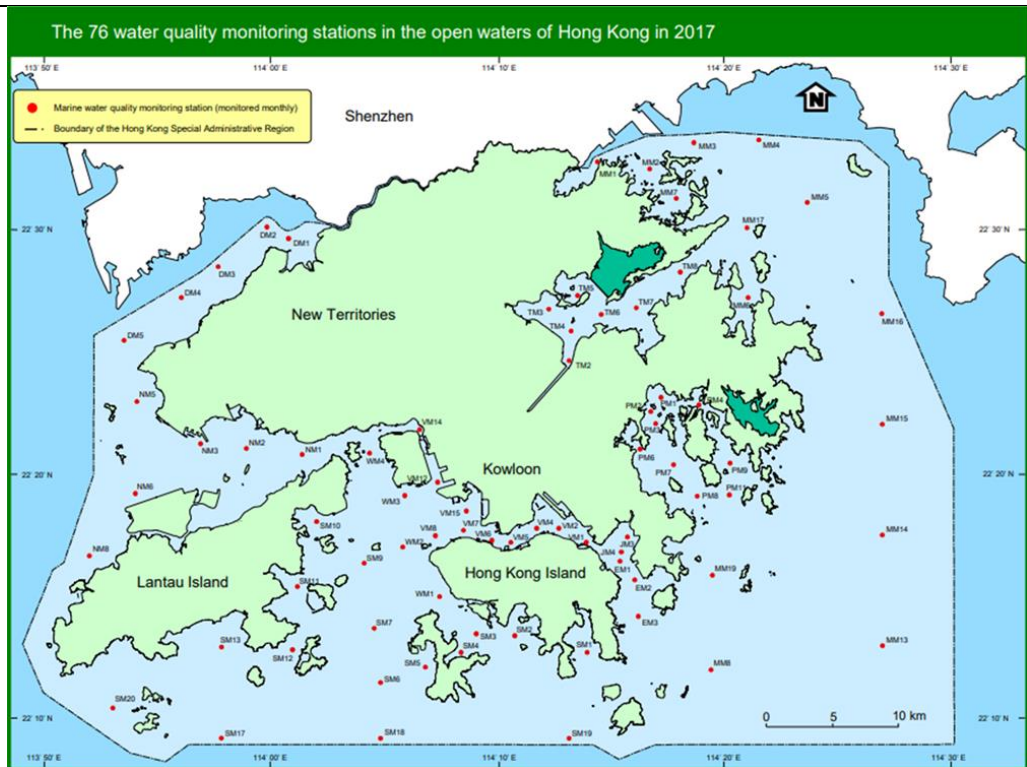 The 76 water quality monitoring stations in the open waters of Hong Kong in 2017
113° 50' E
114° 00' E
114° 10' E
114° 20' E
114° 30' E
Marine water quality monitoring station (monitored monthly)
Boundary of the Hong Kong Special Administrative Region
Shenzhen
N
MM3
MM4
MM2
MM1
MM7
MM5
22° 30' N
MM17
22° 30' N
DM2
DM1
DM3
TM8
DM4
TM5
MM6
TM7
TM3
TM6
New Territories
MM16
TM4
DM5
TM2
NM5
PM1
PM4
PM2
PM3
MM15
VM14
NM3
NM2
NM1
WM4
PM6
Kowloon
PM7
PM9
22° 20' N
22° 20' N
VM12
NM6
PM11
WM3
PM8
VM15
SM10
VM8
VM7
VM4
VM2
MM14
VM6
VM5
VM1
JM3
WM2
JM4
NM8
SM9
EM1
Lantau Island
Hong Kong Island
MM19
SM11
EM2
WM1
EM3
SM7
SM3
SM2
SM13
SM12
SM4
SM1
MM13
SM5
MM8
SM6
SM20
22° 10' N
22° 10' N
0
5
10 km
SM17
SM18
SM19
113° 50' E
114° 00' E
114° 10' E
114° 20' E
114° 30' E